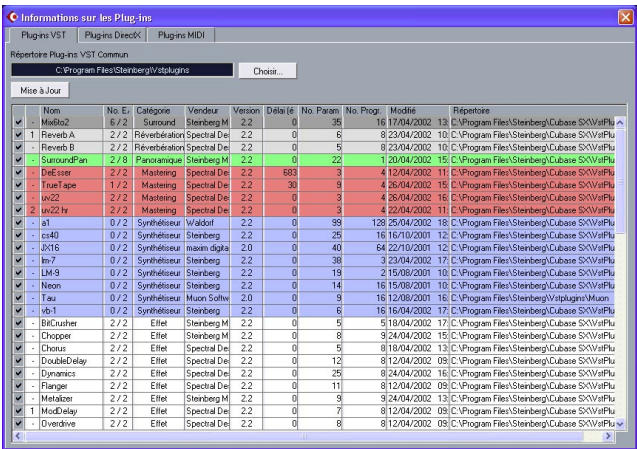 Informations sur les Plug-ins
Plug-ins VST Plug-ins DirectX Plug-ins MIDI
Répertoire Plug-ins VST Commun
C:\Program Files\Steinberg\Vstplugins Choisir...
Mise à Jour
Nom No. E/ Catégorie Vendeur Version Délai (é No. Param No. Progr. Modifié Répertoire
- Mix6to2 6 / 2 Surround Steinberg M 2.2 0 35 16 17/04/2002 13: C:\Program Files\Steinberg\Cubase SX\VstPlu
1 Reverb A 2 / 2 Réverbération Spectral De 2.2 0 6 8 23/04/2002 10: C:\Program Files\Steinberg\Cubase SX\VstPlu
- Reverb B 2 / 2 Réverbération Spectral De 2.2 0 5 8 23/04/2002 10: C:\Program Files\Steinberg\Cubase SX\VstPlu
- SurroundPan 2 / 8 Panoramique Steinberg M 2.2 0 22 1 20/04/2002 15: C:\Program Files\Steinberg\Cubase SX\VstPlu
- DeEsser 2 / 2 Mastering Spectral De 2.2 683 3 4 12/04/2002 11: C:\Program Files\Steinberg\Cubase SX\VstPlu
- TrueTape 1 / 2 Mastering Spectral De 2.2 30 9 4 26/04/2002 15: C:\Program Files\Steinberg\Cubase SX\VstPlu
- uv22 2 / 2 Mastering Spectral De 2.2 0 3 4 26/04/2002 16: C:\Program Files\Steinberg\Cubase SX\VstPlu
2 uv22 hr 2 / 2 Mastering Spectral De 2.2 0 3 4 22/04/2002 11: C:\Program Files\Steinberg\Cubase SX\VstPlu
- a1 0 / 2 Synthétiseur Waldorf 2.2 0 99 128 25/04/2002 18: C:\Program Files\Steinberg\Cubase SX\VstPlu
- cs40 0 / 2 Synthétiseur Steinberg 2.2 0 25 16 16/10/2001 12: C:\Program Files\Steinberg\Cubase SX\VstPlu
- JX16 0 / 2 Synthétiseur maxim digita 2.0 0 40 64 22/10/2001 12: C:\Program Files\Steinberg\Cubase SX\VstPlu
- lm-7 0 / 2 Synthétiseur Steinberg 2.2 0 38 3 23/04/2002 17: C:\Program Files\Steinberg\Cubase SX\VstPlu
- LM-9 0 / 2 Synthétiseur Steinberg 2.2 0 19 2 15/08/2001 10: C:\Program Files\Steinberg\Cubase SX\VstPlu
- Neon 0 / 2 Synthétiseur Steinberg 2.2 0 14 16 15/08/2001 10: C:\Program Files\Steinberg\Cubase SX\VstPlu
- Tau 0 / 2 Synthétiseur Muon Softw 2.0 0 9 16 12/08/2001 16: C:\Program Files\Steinberg\Vstplugins\Muon
- vb-1 0 / 2 Synthétiseur Steinberg 2.2 0 6 16 16/04/2002 17: C:\Program Files\Steinberg\Cubase SX\VstPlu
- BitCrusher 2 / 2 Effet Steinberg M 2.2 0 5 5 18/04/2002 17: C:\Program Files\Steinberg\Cubase SX\VstPlu
- Chopper 2 / 2 Effet Steinberg M 2.2 0 8 9 24/04/2002 15: C:\Program Files\Steinberg\Cubase SX\VstPlu
- Chorus 2 / 2 Effet Spectral De 2.2 0 5 8 18/04/2002 13: C:\Program Files\Steinberg\Cubase SX\VstPlu
- DoubleDelay 2 / 2 Effet Spectral De 2.2 0 12 8 12/04/2002 09: C:\Program Files\Steinberg\Cubase SX\VstPlu
- Dynamics 2 / 2 Effet Spectral De 2.2 0 25 8 24/04/2002 16: C:\Program Files\Steinberg\Cubase SX\VstPlu
- Flanger 2 / 2 Effet Spectral De 2.2 0 11 8 12/04/2002 09: C:\Program Files\Steinberg\Cubase SX\VstPlu
- Metalizer 2 / 2 Effet Steinberg M 2.2 0 9 9 24/04/2002 13: C:\Program Files\Steinberg\Cubase SX\VstPlu
1 ModDelay 2 / 2 Effet Spectral De 2.2 0 7 8 12/04/2002 09: C:\Program Files\Steinberg\Cubase SX\VstPlu
- Overdrive 2 / 2 Effet Spectral De 2.2 0 8 8 12/04/2002 09: C:\Program Files\Steinberg\Cubase SX\VstPlu